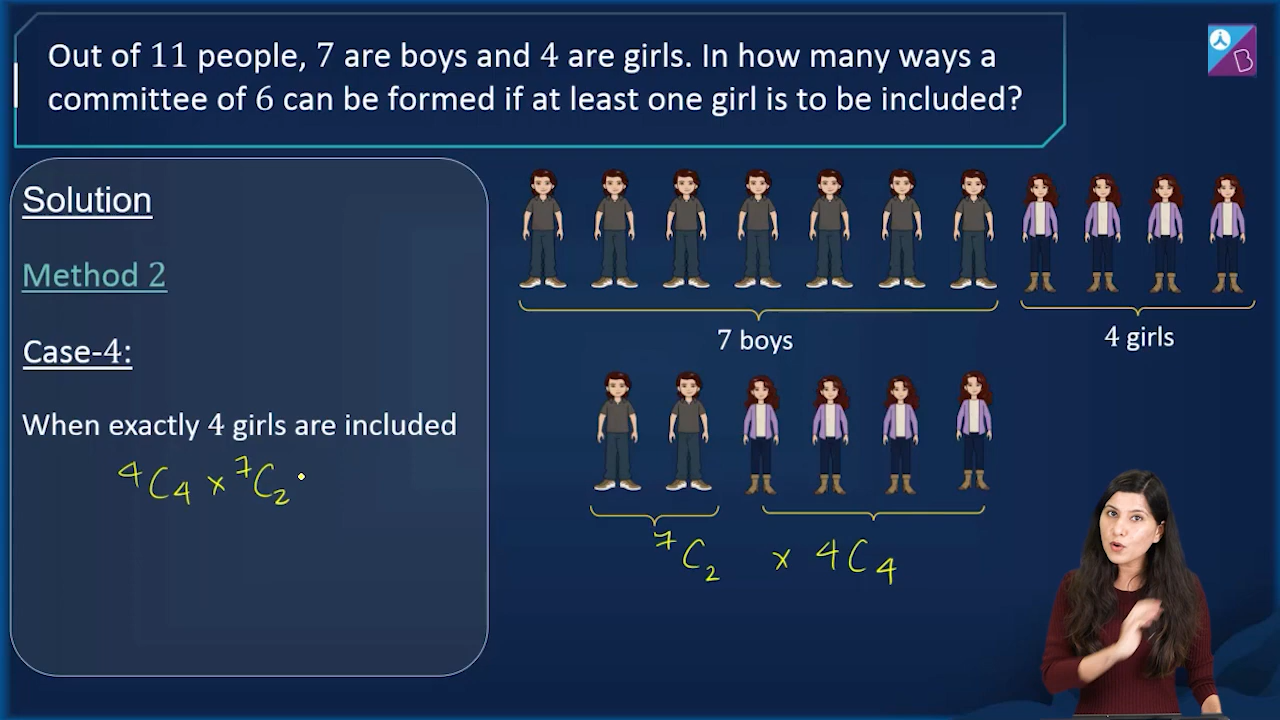 Out of 11 people, 7 are boys and 4 are girls. In how many ways a
committee of 6 can be formed if at least one girl is to be included?
B
Solution
Method 2
Case-4:
When exactly 4 girls are included
⁴C₄ × ⁷C₂
7 boys
4 girls
⁷C₂ × 4C₄